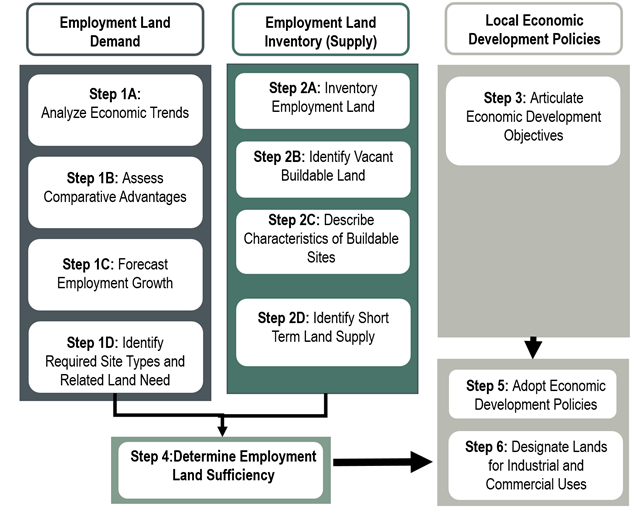 Employment Land
Demand
Step 1A:
Analyze Economic Trends
Step 1B: Assess
Comparative Advantages
Step 1C: Forecast
Employment Growth
Step 1D: Identify
Required Site Types and
Related Land Need
Employment Land
Inventory (Supply)
Step 2A: Inventory
Employment Land
Step 2B: Identify Vacant
Buildable Land
Step 2C: Describe
Characteristics of Buildable
Sites
Step 2D: Identify Short
Term Land Supply
Local Economic
Development Policies
Step 3: Articulate
Economic Development
Objectives
Step 4:Determine Employment
Land Sufficiency
Step 5: Adopt Economic
Development Policies
Step 6: Designate Lands
for Industrial and
Commercial Uses